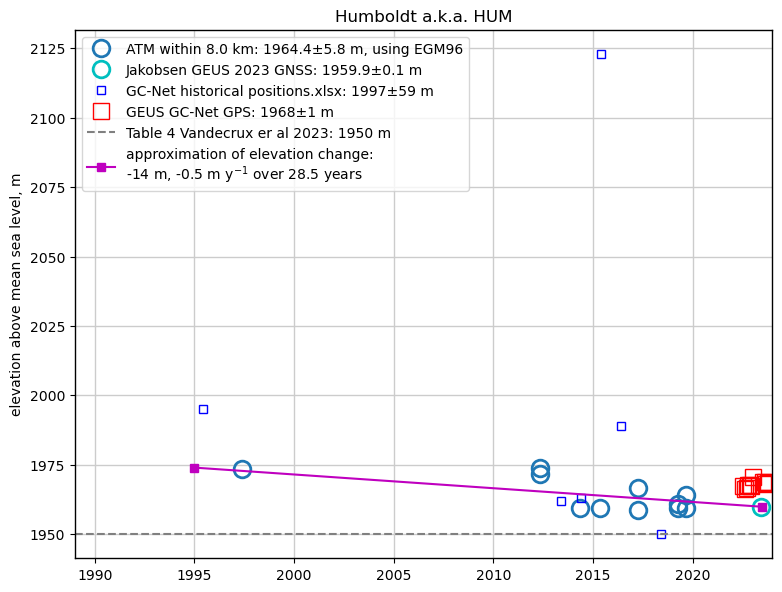 Humboldt a.k.a. HUM
ATM within 8.0 km: 1964.4±5.8 m, using EGM96
Jakobsen GEUS 2023 GNSS: 1959.9±0.1 m
GC-Net historical positions.xlsx: 1997±59 m
GEUS GC-Net GPS: 1968±1 m
Table 4 Vandecrux er al 2023: 1950 m
approximation of elevation change:
-14 m, -0.5 m y⁻¹ over 28.5 years
elevation above mean sea level, m
2125
2100
2075
2050
2025
2000
1975
1950
1990 1995 2000 2005 2010 2015 2020